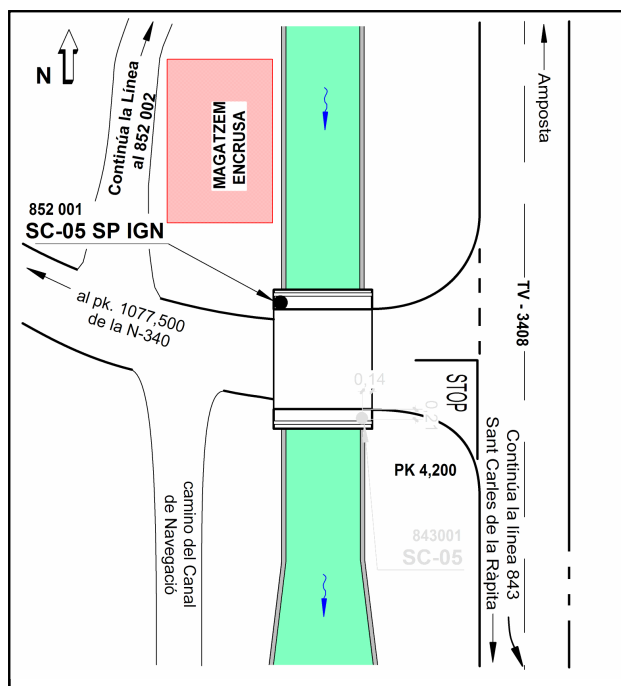 N
Continúa la Línea
al 852 002
MAGATZEM
ENCRUSA
Amposta
852 001
SC-05 SP IGN
al pk. 1077,500
de la N-340
TV - 3408
0,14
0,21
STOP
PK 4,200
843001
SC-05
camino del Canal
de Navegació
Continúa la línea 843
Sant Carles de la Ràpita